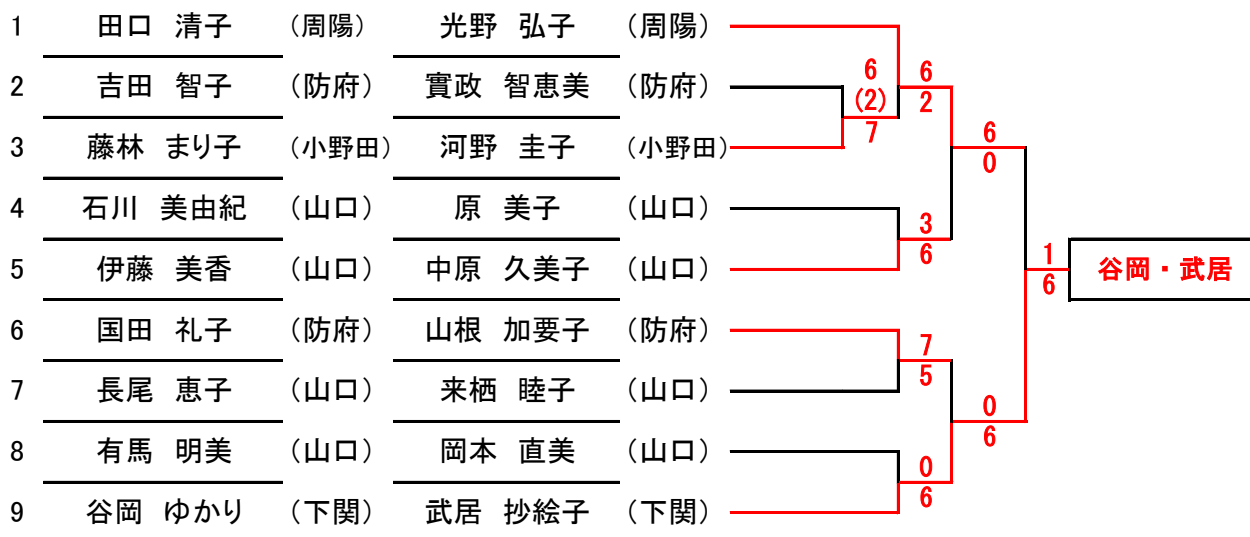 1 田口 清子 (周陽) 光野 弘子 (周陽)
2 吉田 智子 (防府) 實政 智恵美 (防府)
3 藤林 まり子 (小野田) 河野 圭子 (小野田)
4 石川 美由紀 (山口) 原 美子 (山口)
5 伊藤 美香 (山口) 中原 久美子 (山口)
6 国田 礼子 (防府) 山根 加要子 (防府)
7 長尾 恵子 (山口) 来栖 睦子 (山口)
8 有馬 明美 (山口) 岡本 直美 (山口)
9 谷岡 ゆかり (下関) 武居 抄絵子 (下関)
6
(2)
7
6
2
3
6
7
5
0
6
6
0
0
6
1
6
谷岡・武居